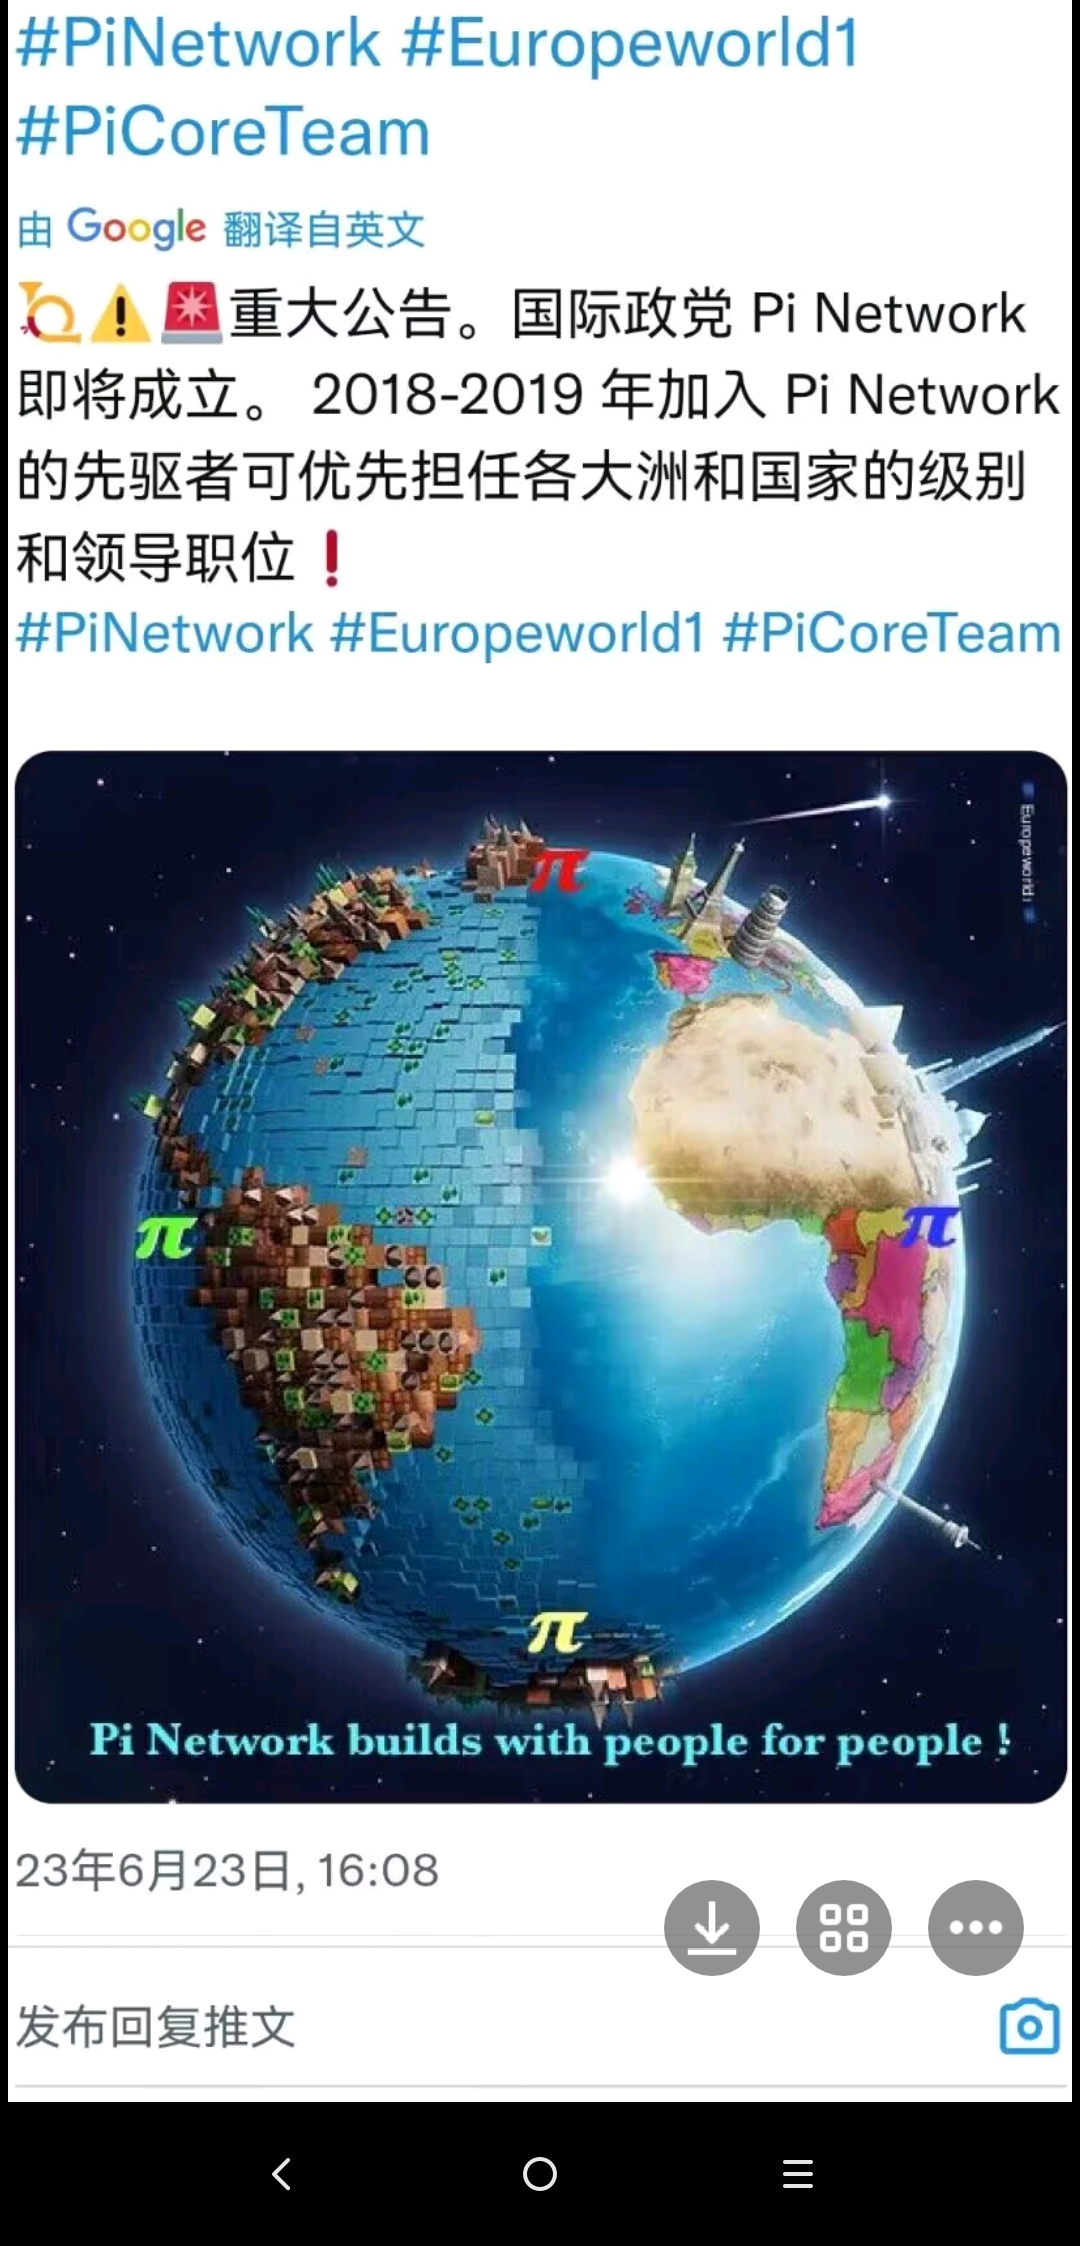 #PiNetwork #Europeworld1
#PiCoreTeam
由 Google 翻译自英文
📯⚠️🚨重大公告。国际政党 Pi Network
即将成立。 2018-2019 年加入 Pi Network
的先驱者可优先担任各大洲和国家的级别
和领导职位❗
#PiNetwork #Europeworld1 #PiCoreTeam
Europeworld1
π
π
π
π
Pi Network builds with people for people !
23年6月23日, 16:08
发布回复推文